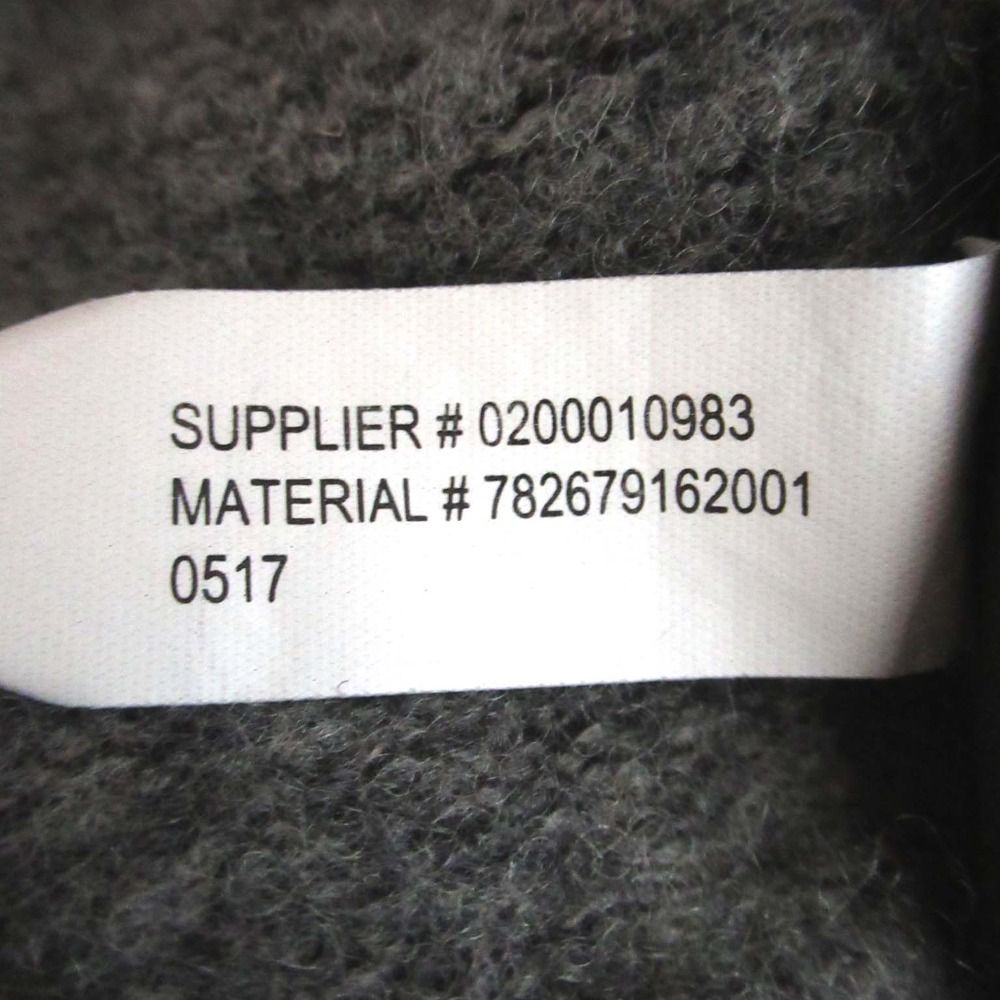 SUPPLIER # 0200010983
MATERIAL # 782679162001
0517